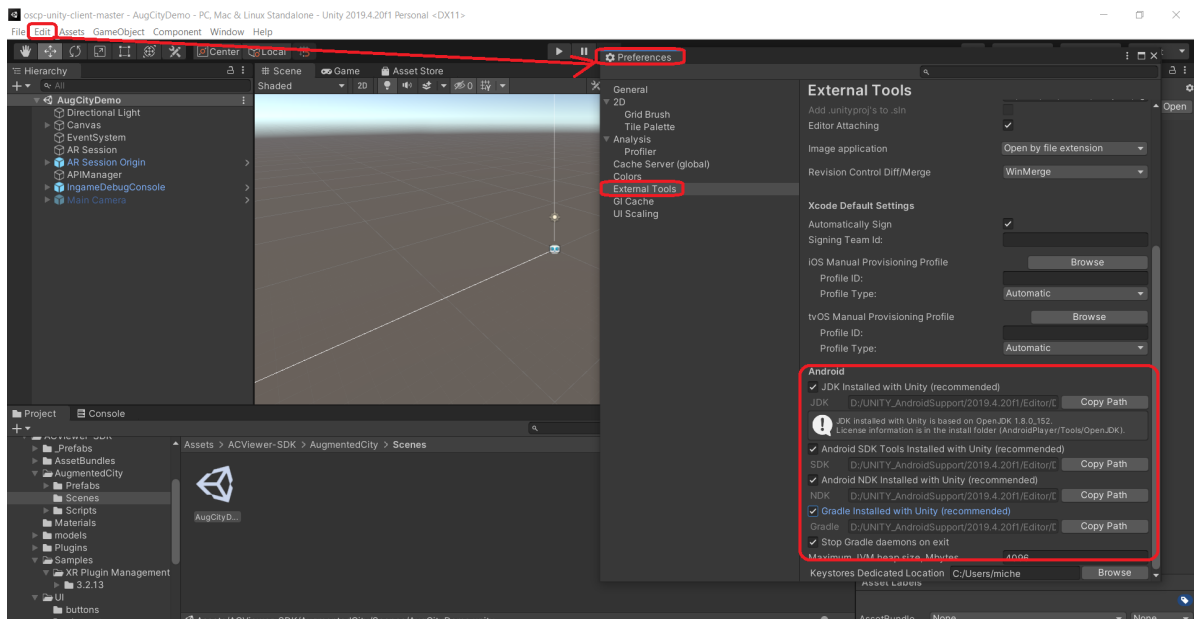 oscp-unity-client-master - AugCityDemo - PC, Mac & Linux Standalone - Unity 2019.4.20f1 Personal <DX11>
File Edit Assets GameObject Component Window Help
Center Local
Hierarchy
All
AugCityDemo
Directional Light
Canvas
EventSystem
AR Session
AR Session Origin
APIManager
IngameDebugConsole
Main Camera
Scene Game Asset Store
Shaded 2D 0
Preferences
General
2D
Grid Brush
Tile Palette
Analysis
Profiler
Cache Server (global)
Colors
External Tools
GI Cache
UI Scaling
External Tools
Add .unityproj's to .sln
Editor Attaching
Image application Open by file extension
Revision Control Diff/Merge WinMerge
Xcode Default Settings
Automatically Sign
Signing Team Id:
iOS Manual Provisioning Profile Browse
Profile ID:
Profile Type: Automatic
tvOS Manual Provisioning Profile Browse
Profile ID:
Profile Type: Automatic
Android
JDK Installed with Unity (recommended)
JDK D:/UNITY_AndroidSupport/2019.4.20f1/Editor/D Copy Path
JDK installed with Unity is based on OpenJDK 1.8.0_152.
License information is in the install folder (AndroidPlayer/Tools/OpenJDK).
Android SDK Tools Installed with Unity (recommended)
SDK D:/UNITY_AndroidSupport/2019.4.20f1/Editor/D Copy Path
Android NDK Installed with Unity (recommended)
NDK D:/UNITY_AndroidSupport/2019.4.20f1/Editor/D Copy Path
Gradle Installed with Unity (recommended)
Gradle D:/UNITY_AndroidSupport/2019.4.20f1/Editor/D Copy Path
Stop Gradle daemons on exit
Maximum JVM heap size, Mbytes 4096
Keystores Dedicated Location C:/Users/miche Browse
Open
Project Console
ACViewer-SDK
_Prefabs
AssetBundles
AugmentedCity
Prefabs
Scenes
Scripts
Materials
models
Plugins
Samples
XR Plugin Management
3.2.13
UI
buttons
Assets > ACViewer-SDK > AugmentedCity > Scenes
AugCityD...
Asset Labels
AssetBundle None None